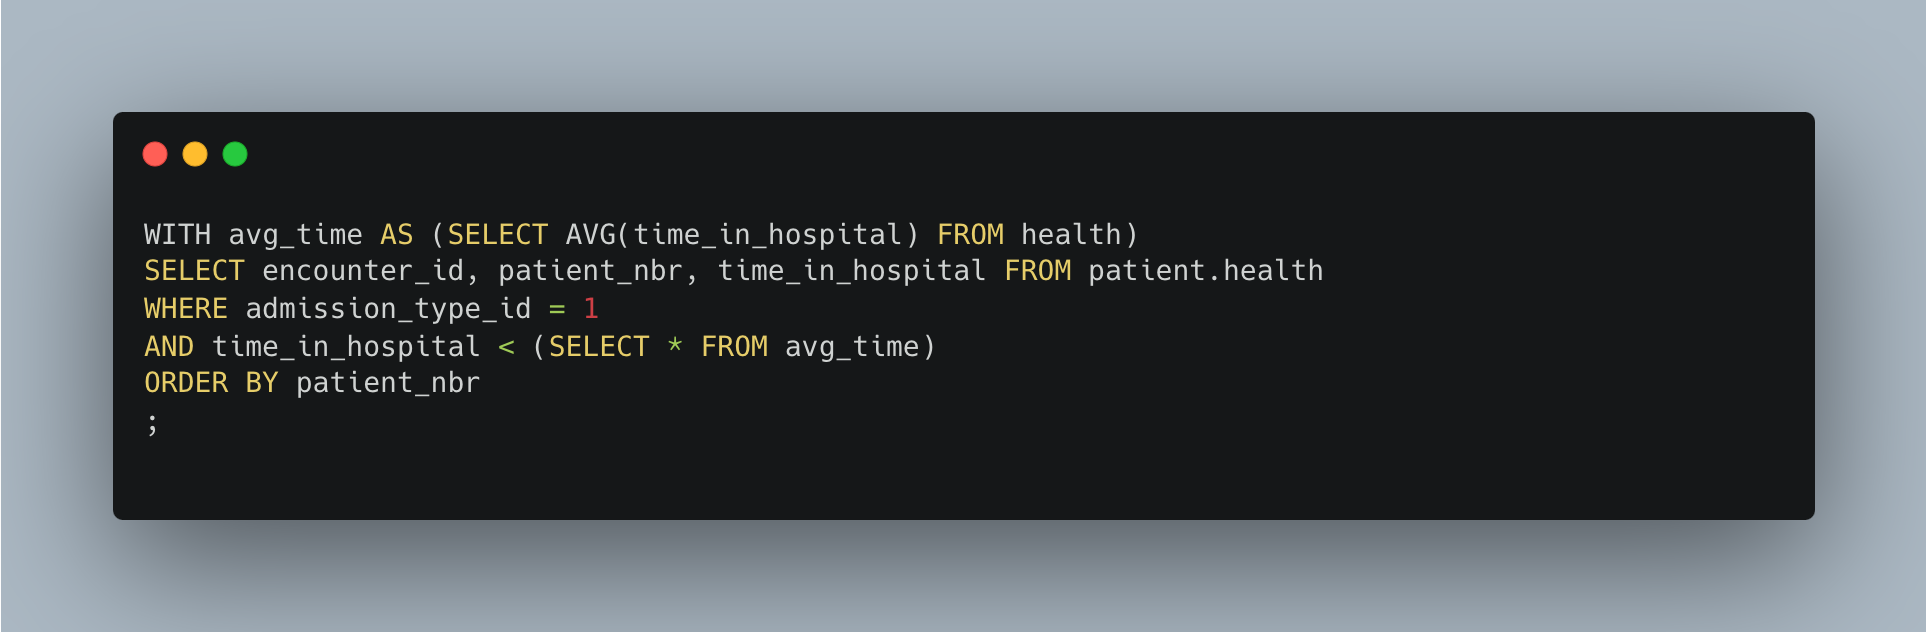 WITH avg_time AS (SELECT AVG(time_in_hospital) FROM health)
SELECT encounter_id, patient_nbr, time_in_hospital FROM patient.health
WHERE admission_type_id = 1
AND time_in_hospital < (SELECT * FROM avg_time)
ORDER BY patient_nbr
;